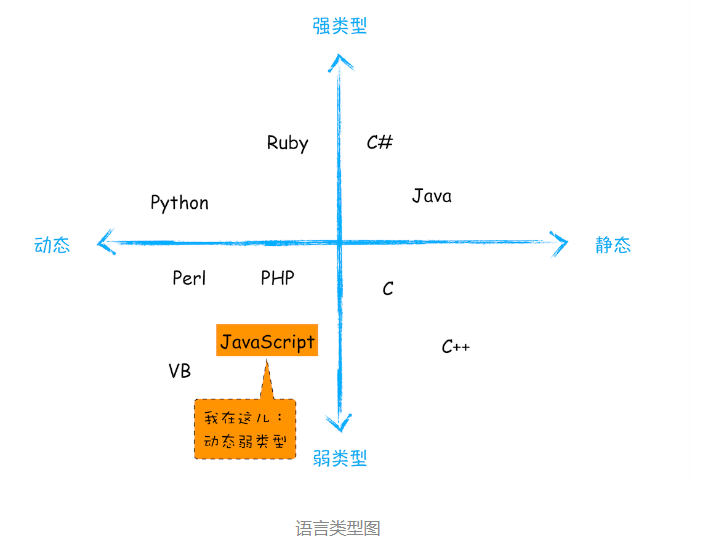 强类型
Ruby
C#
Python
Java
动态
静态
Perl
PHP
C
JavaScript
C++
VB
我在这儿：
动态弱类型
弱类型
语言类型图